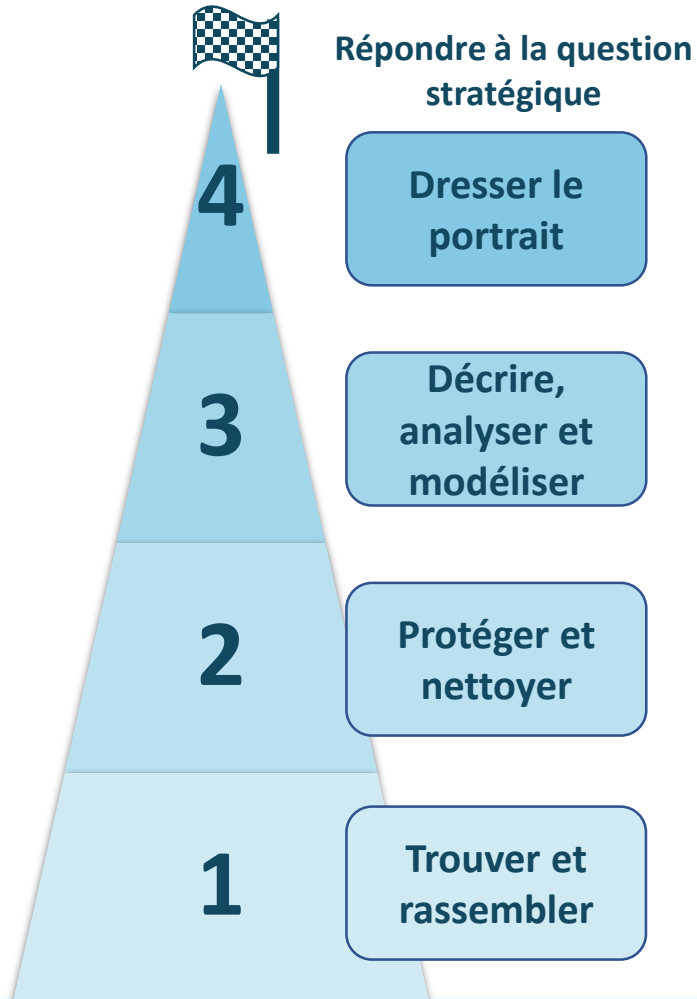 Répondre à la question
stratégique
4
Dresser le
portrait
3
Décrire,
analyser et
modéliser
2
Protéger et
nettoyer
1
Trouver et
rassembler